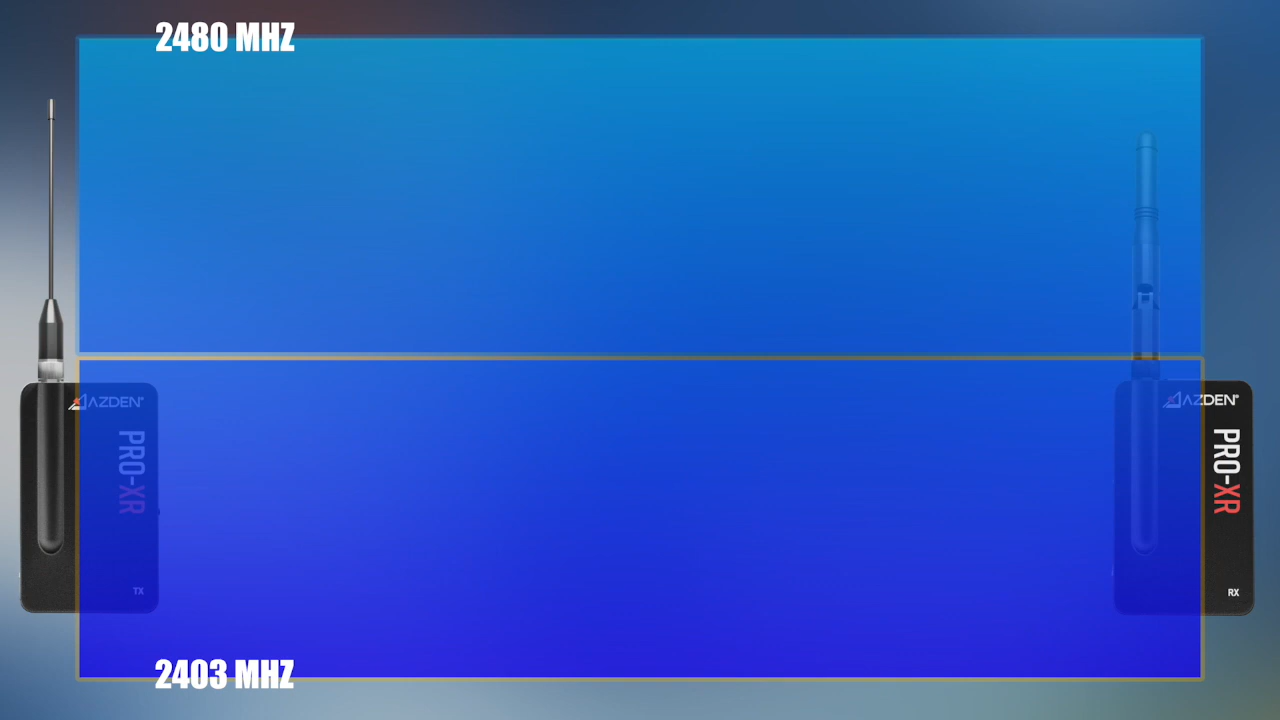 2480 MHZ
AZDEN®
PRO-XR
TX
AZDEN®
PRO-XR
RX
2403 MHZ